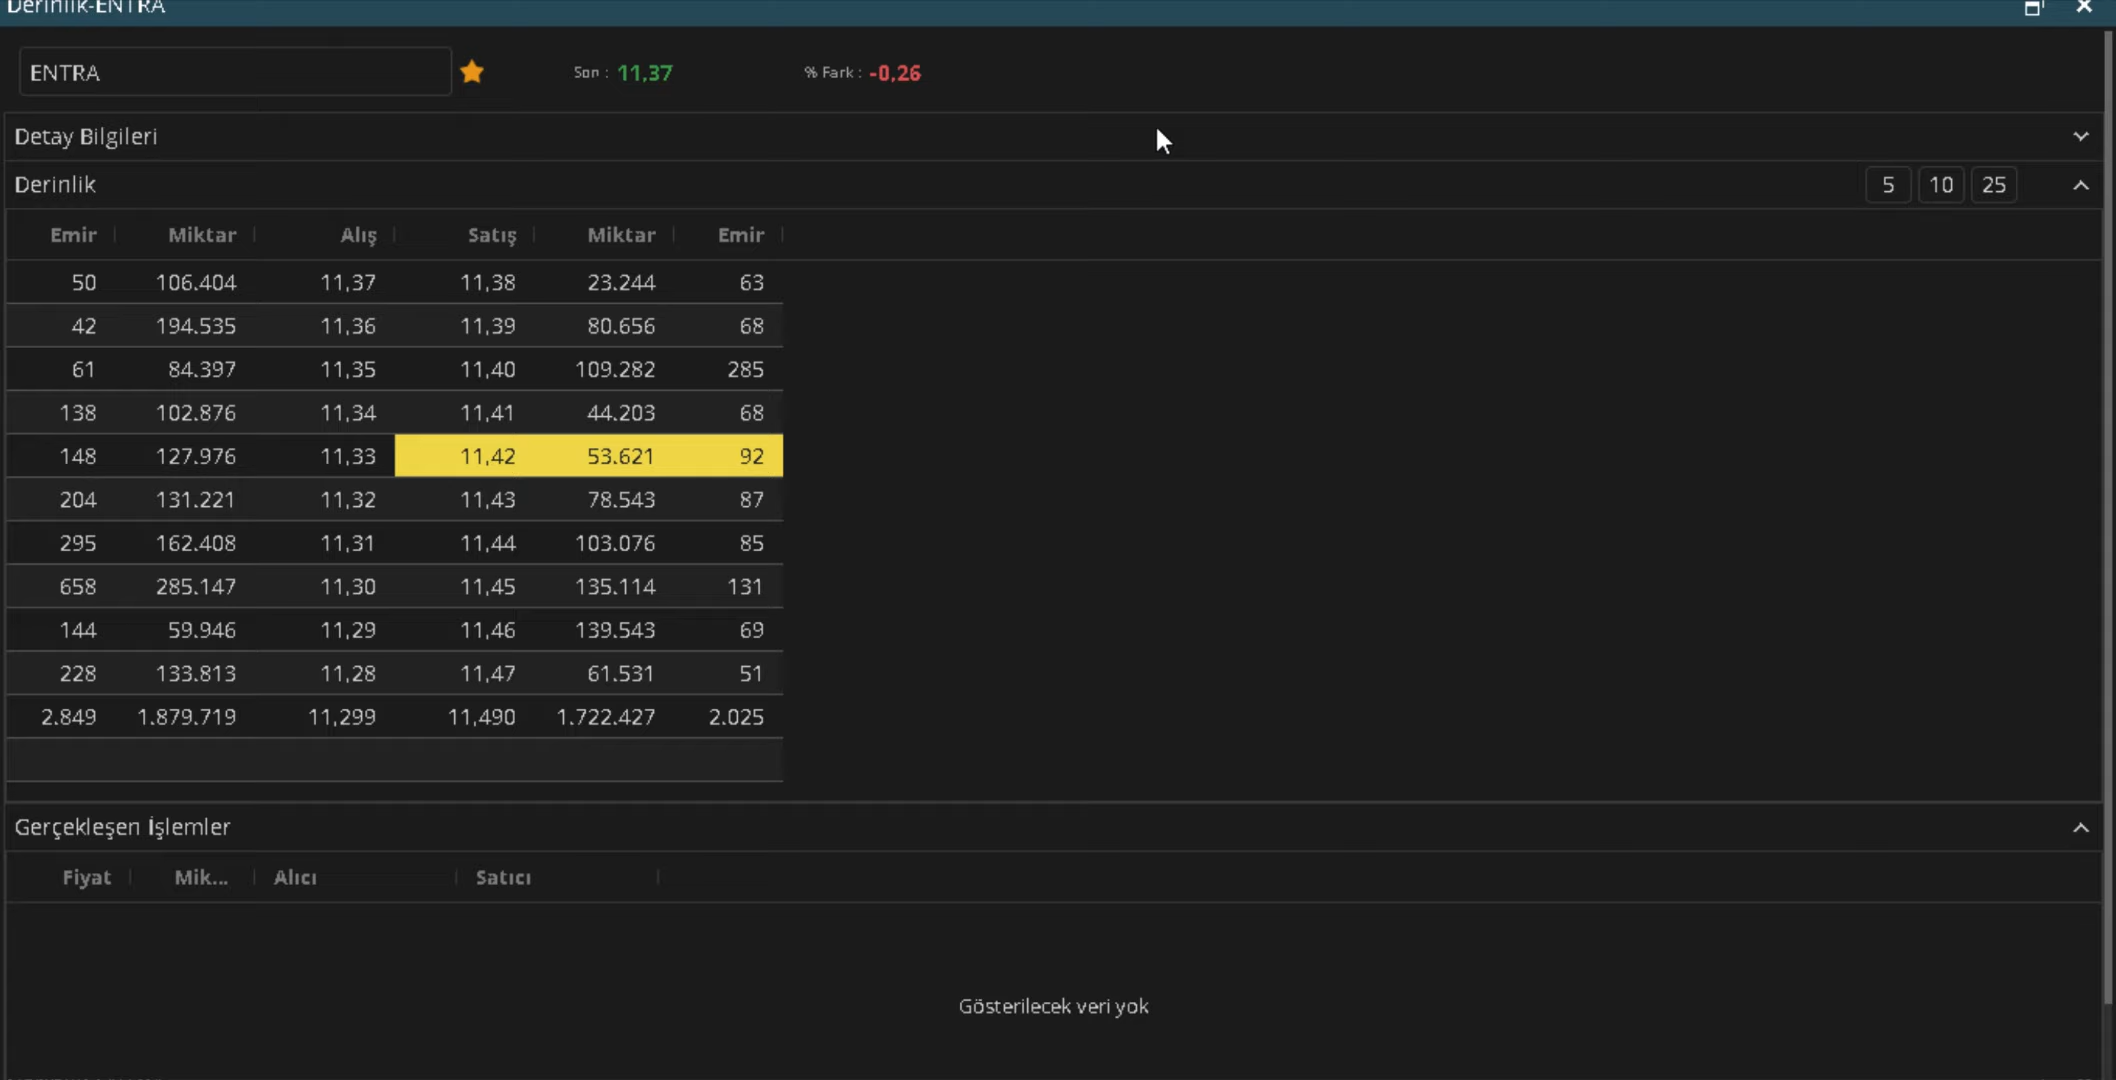 Derinlik-ENTRA
ENTRA Son : 11,37 % Fark : -0,26
Detay Bilgileri
Derinlik 5 10 25
Emir Miktar Alış Satış Miktar Emir
50 106.404 11,37 11,38 23.244 63
42 194.535 11,36 11,39 80.656 68
61 84.397 11,35 11,40 109.282 285
138 102.876 11,34 11,41 44.203 68
148 127.976 11,33 11,42 53.621 92
204 131.221 11,32 11,43 78.543 87
295 162.408 11,31 11,44 103.076 85
658 285.147 11,30 11,45 135.114 131
144 59.946 11,29 11,46 139.543 69
228 133.813 11,28 11,47 61.531 51
2.849 1.879.719 11,299 11,490 1.722.427 2.025
Gerçekleşen İşlemler
Fiyat Mik... Alıcı Satıcı
Gösterilecek veri yok